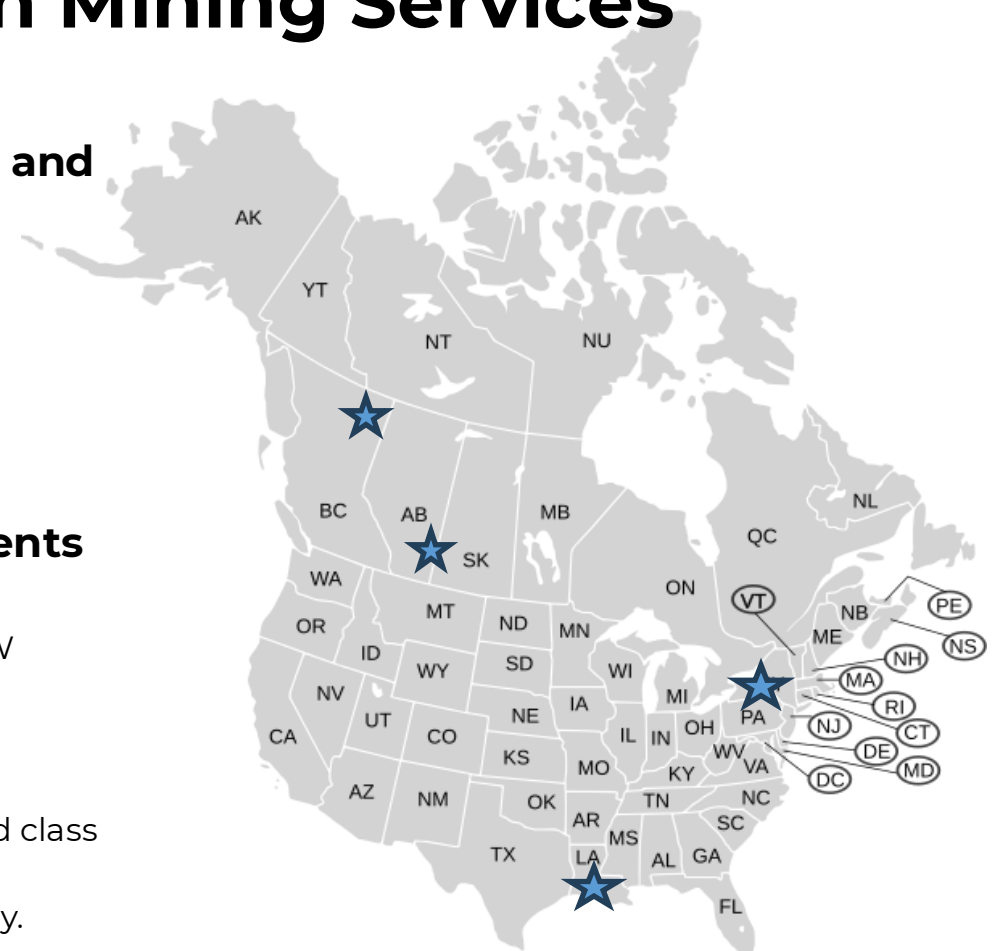 n Mining Services
and
AK
YT
NT
NU
BC
AB
SK
MB
ON
QC
NL
ents
VT
NB
PE
NS
ME
NH
MA
RI
CT
NJ
DE
MD
DC
WA
MT
ND
MN
OR
ID
WY
SD
WI
MI
W
NV
UT
CO
NE
IA
IL
IN
OH
PA
CA
KS
MO
KY
WV
VA
AZ
NM
OK
AR
TN
NC
SC
MS
AL
GA
TX
LA
FL
d class
y.